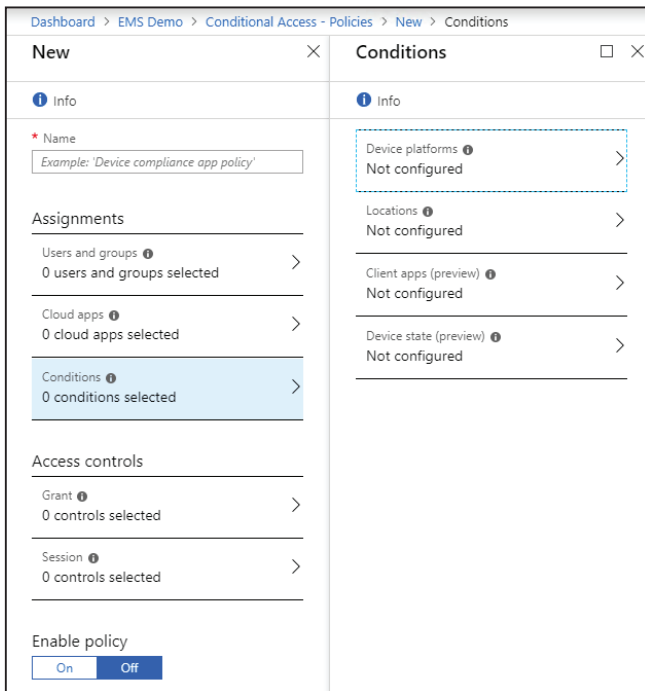 Dashboard > EMS Demo > Conditional Access - Policies > New > Conditions
New
Info
* Name
Example: 'Device compliance app policy'
Assignments
Users and groups
0 users and groups selected
Cloud apps
0 cloud apps selected
Conditions
0 conditions selected
Access controls
Grant
0 controls selected
Session
0 controls selected
Enable policy
On Off
Conditions
Info
Device platforms
Not configured
Locations
Not configured
Client apps (preview)
Not configured
Device state (preview)
Not configured